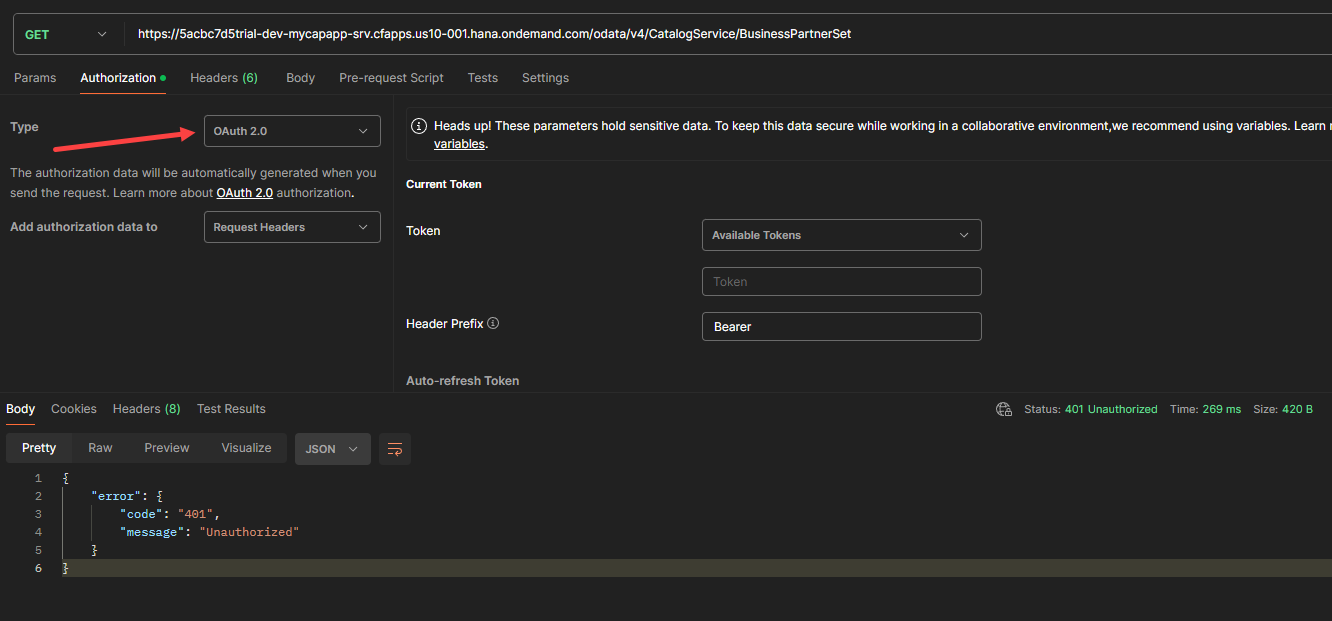 GET https://5acbc7d5trial-dev-mycapapp-srv.cfapps.us10-001.hana.ondemand.com/odata/v4/CatalogService/BusinessPartnerSet
Params Authorization Headers (6) Body Pre-request Script Tests Settings
Type OAuth 2.0
The authorization data will be automatically generated when you
send the request. Learn more about OAuth 2.0 authorization.
Add authorization data to Request Headers
Heads up! These parameters hold sensitive data. To keep this data secure while working in a collaborative environment,we recommend using variables. Learn
variables.
Current Token
Token Available Tokens
Token
Header Prefix Bearer
Auto-refresh Token
Body Cookies Headers (8) Test Results Status: 401 Unauthorized Time: 269 ms Size: 420 B
Pretty Raw Preview Visualize JSON
1 {
2 "error": {
3 "code": "401",
4 "message": "Unauthorized"
5 }
6 }